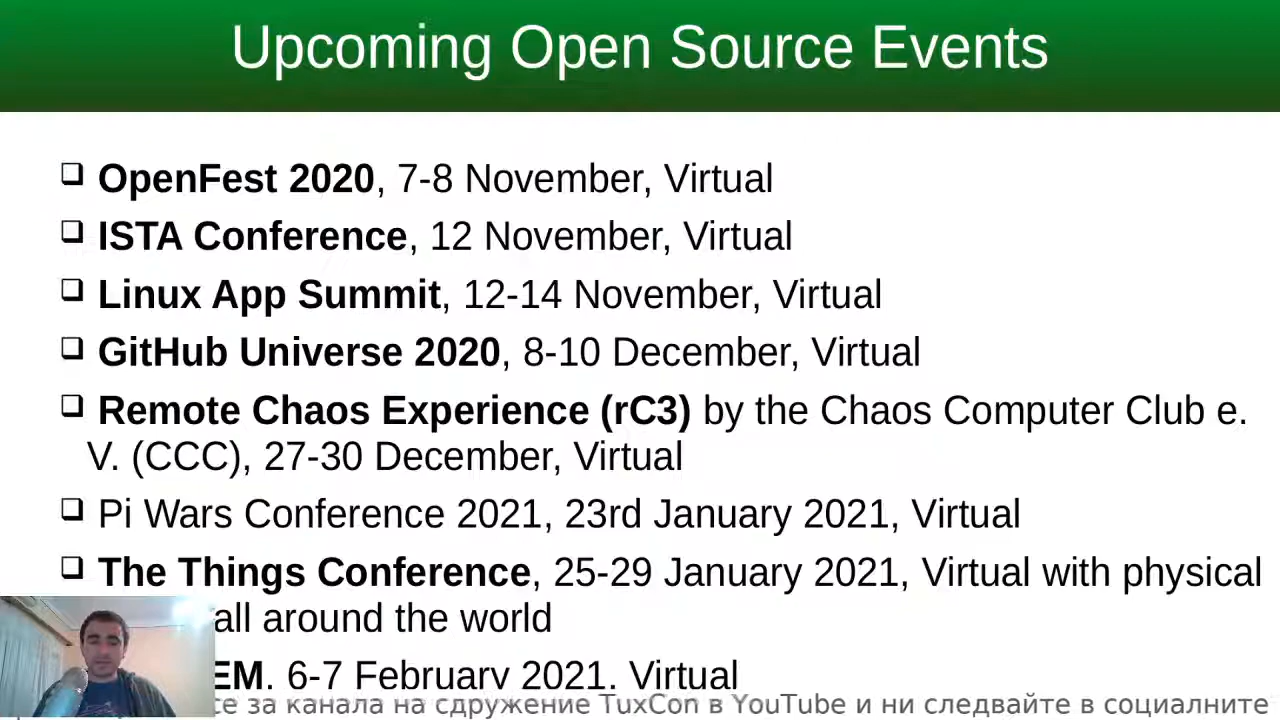 Upcoming Open Source Events
❑ OpenFest 2020, 7-8 November, Virtual
❑ ISTA Conference, 12 November, Virtual
❑ Linux App Summit, 12-14 November, Virtual
❑ GitHub Universe 2020, 8-10 December, Virtual
❑ Remote Chaos Experience (rC3) by the Chaos Computer Club e.
V. (CCC), 27-30 December, Virtual
❑ Pi Wars Conference 2021, 23rd January 2021, Virtual
❑ The Things Conference, 25-29 January 2021, Virtual with physical
all around the world
EM, 6-7 February 2021, Virtual
се за канала на сдружение TuxCon в YouTube и ни следвайте в социалните